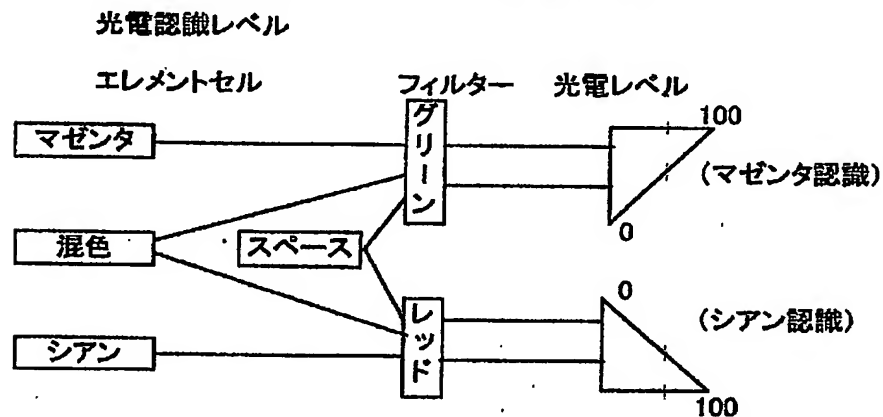 光電認識レベル
エレメントセル フィルター 光電レベル
マゼンタ
グリーン
100
(マゼンタ認識)
0
混色
スペース
レッド
0
(シアン認識)
シアン
100